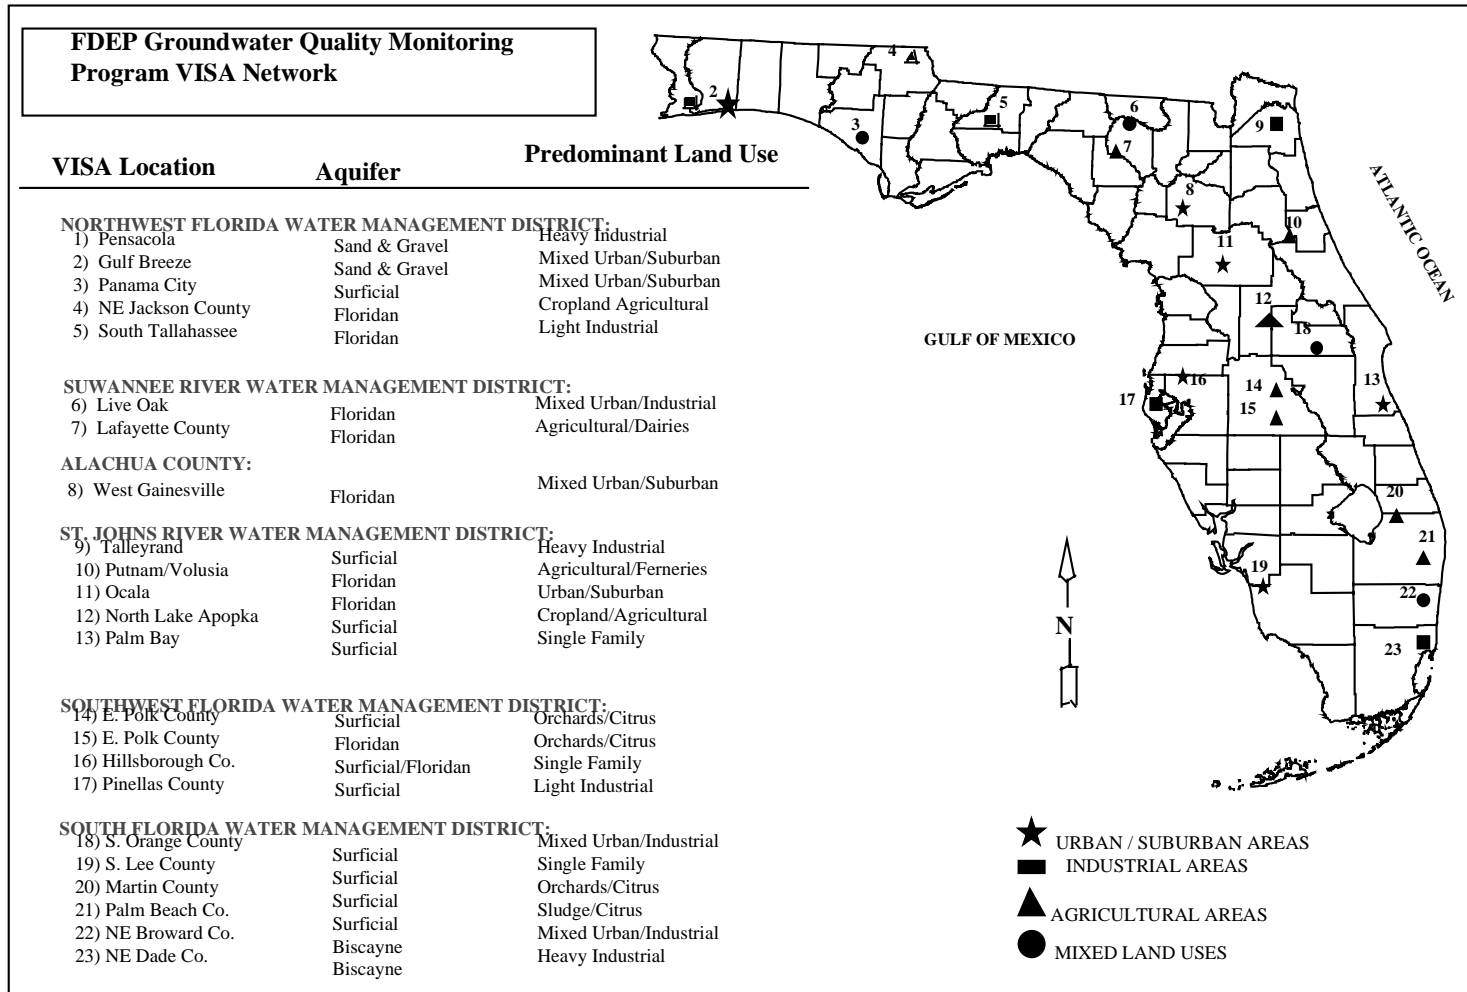 FDEP Groundwater Quality Monitoring
Program VISA Network
VISA Location Aquifer Predominant Land Use
NORTHWEST FLORIDA WATER MANAGEMENT DISTRICT:
1) Pensacola Sand & Gravel Heavy Industrial
2) Gulf Breeze Sand & Gravel Mixed Urban/Suburban
3) Panama City Surficial Mixed Urban/Suburban
4) NE Jackson County Floridan Cropland Agricultural
5) South Tallahassee Floridan Light Industrial
SUWANNEE RIVER WATER MANAGEMENT DISTRICT:
6) Live Oak Floridan Mixed Urban/Industrial
7) Lafayette County Floridan Agricultural/Dairies
ALACHUA COUNTY:
8) West Gainesville Floridan Mixed Urban/Suburban
ST. JOHNS RIVER WATER MANAGEMENT DISTRICT:
9) Talleyrand Surficial Heavy Industrial
10) Putnam/Volusia Floridan Agricultural/Ferneries
11) Ocala Floridan Urban/Suburban
12) North Lake Apopka Surficial Cropland/Agricultural
13) Palm Bay Surficial Single Family
SOUTHWEST FLORIDA WATER MANAGEMENT DISTRICT:
14) E. Polk County Surficial Orchards/Citrus
15) E. Polk County Floridan Orchards/Citrus
16) Hillsborough Co. Surficial/Floridan Single Family
17) Pinellas County Surficial Light Industrial
SOUTH FLORIDA WATER MANAGEMENT DISTRICT:
18) S. Orange County Surficial Mixed Urban/Industrial
19) S. Lee County Surficial Single Family
20) Martin County Surficial Orchards/Citrus
21) Palm Beach Co. Surficial Sludge/Citrus
22) NE Broward Co. Biscayne Mixed Urban/Industrial
23) NE Dade Co. Biscayne Heavy Industrial
4
2
5
6
3
9
7
8
10
11
12
18
16
14
13
17
15
20
21
19
22
23
ATLANTIC OCEAN
GULF OF MEXICO
N
URBAN / SUBURBAN AREAS
INDUSTRIAL AREAS
AGRICULTURAL AREAS
MIXED LAND USES